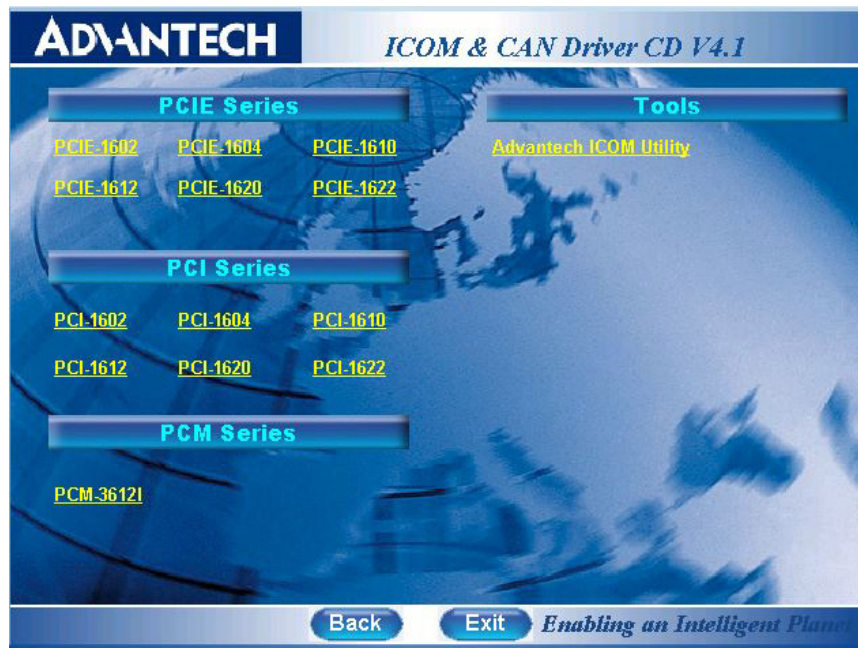 ADVANTECH
ICOM & CAN Driver CD V4.1
PCIE Series
PCIE-1602 PCIE-1604 PCIE-1610
PCIE-1612 PCIE-1620 PCIE-1622
Tools
Advantech ICOM Utility
PCI Series
PCI-1602 PCI-1604 PCI-1610
PCI-1612 PCI-1620 PCI-1622
PCM Series
PCM-3612I
Back Exit Enabling an Intelligent Planet